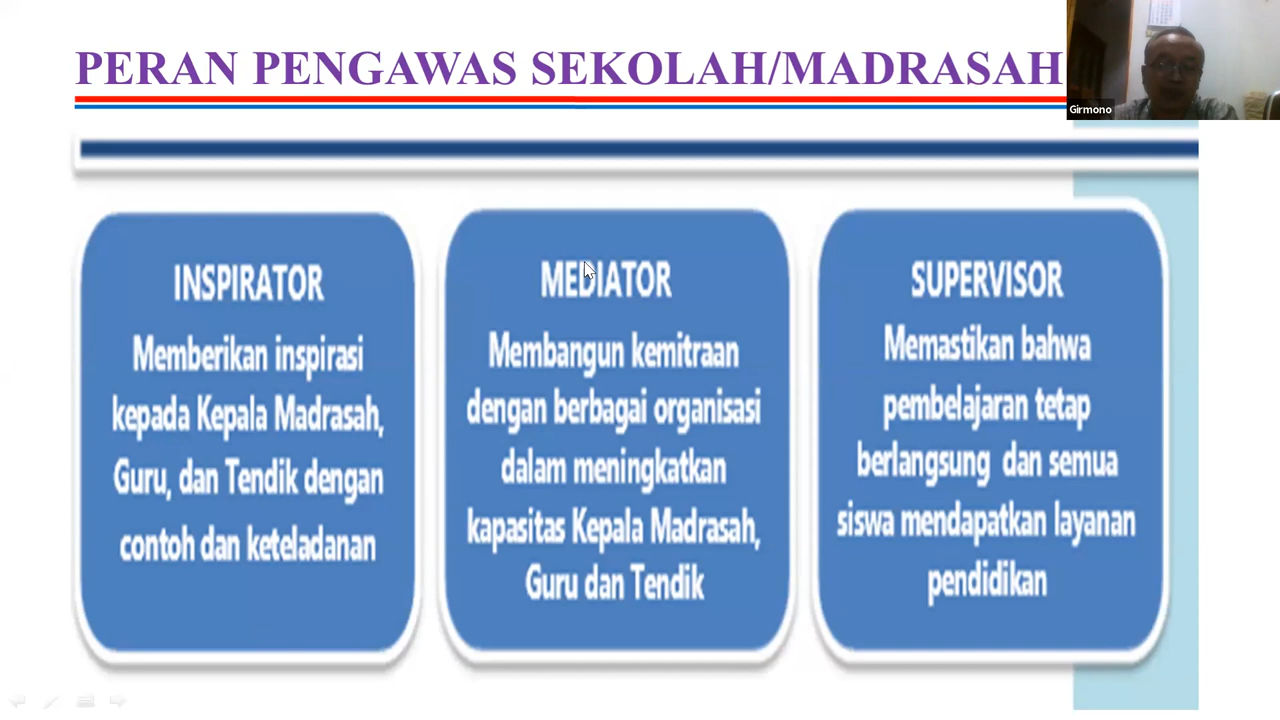 PERAN PENGAWAS SEKOLAH/MADRASAH
Girmono
INSPIRATOR
Memberikan inspirasi
kepada Kepala Madrasah,
Guru, dan Tendik dengan
contoh dan keteladanan
MEDIATOR
Membangun kemitraan
dengan berbagai organisasi
dalam meningkatkan
kapasitas Kepala Madrasah,
Guru dan Tendik
SUPERVISOR
Memastikan bahwa
pembelajaran tetap
berlangsung dan semua
siswa mendapatkan layanan
pendidikan